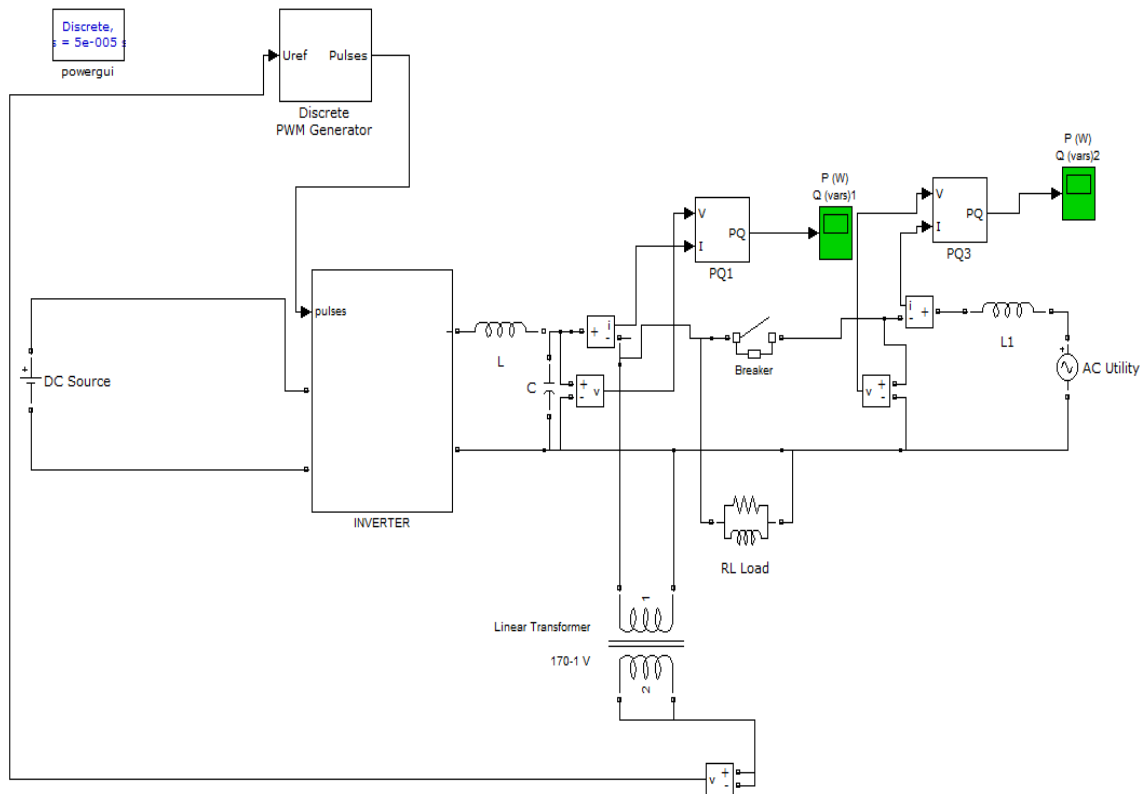 Discrete,
s = 5e-005 s
powergui
Uref
Pulses
Discrete
PWM Generator
P (W)
Q (vars)1
P (W)
Q (vars)2
V
I
PQ
PQ1
V
I
PQ
PQ3
pulses
INVERTER
+
DC Source
L
C
+
i
-
+
-
v
Breaker
i
-
+
L1
v
+
-
+
AC Utility
RL Load
Linear Transformer
170-1 V
1
2
v
+
-